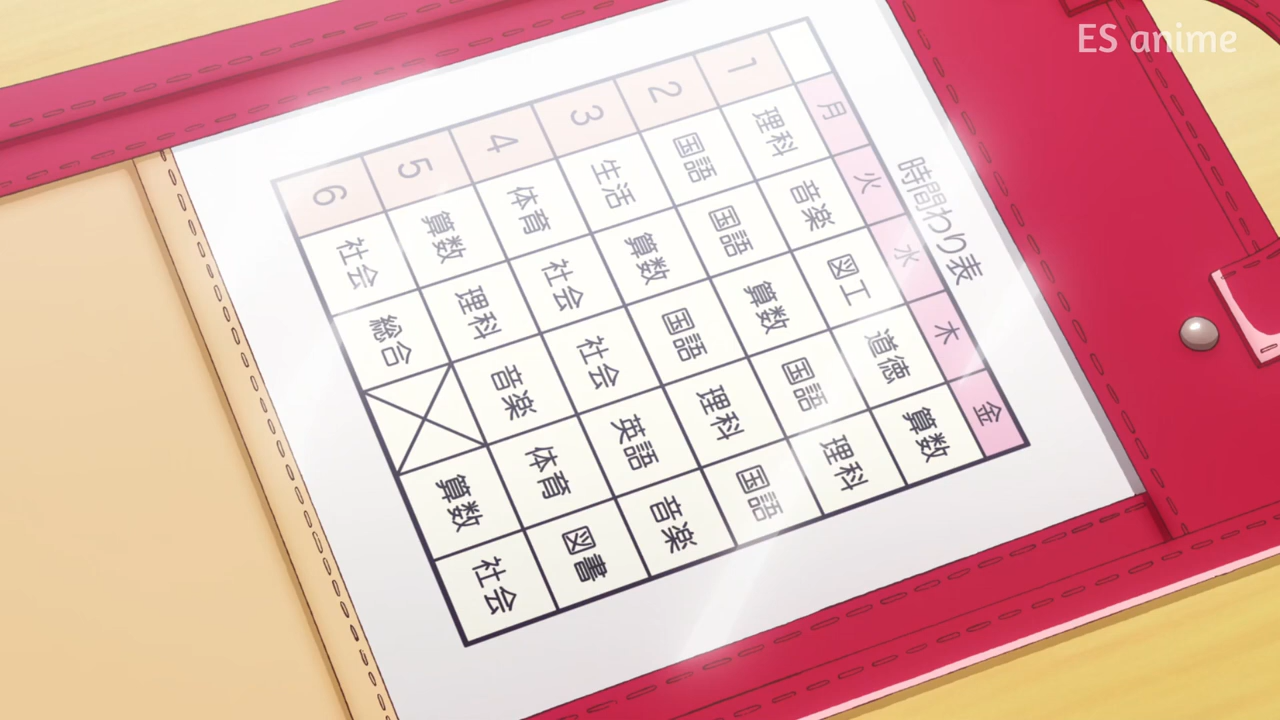 ES anime
時間わり表
月 火 水 木 金
1 理科 音楽 図工 道徳 算数
2 国語 国語 算数 国語 理科
3 生活 算数 国語 理科 国語
4 体育 社会 社会 英語 音楽
5 算数 理科 音楽 体育 図書
6 社会 総合 算数 社会